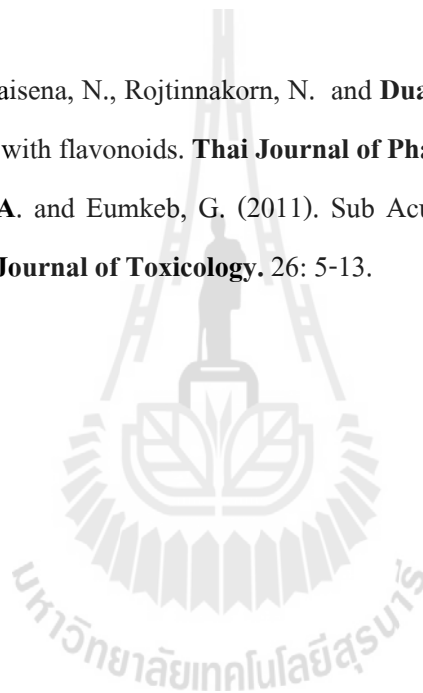 aisena, N., Rojtinnakorn, N. and Dua
with flavonoids. Thai Journal of Pha
A. and Eumkeb, G. (2011). Sub Acu
Journal of Toxicology. 26: 5-13.
มหาวิทยาลัยเทคโนโลยีสุรนารี